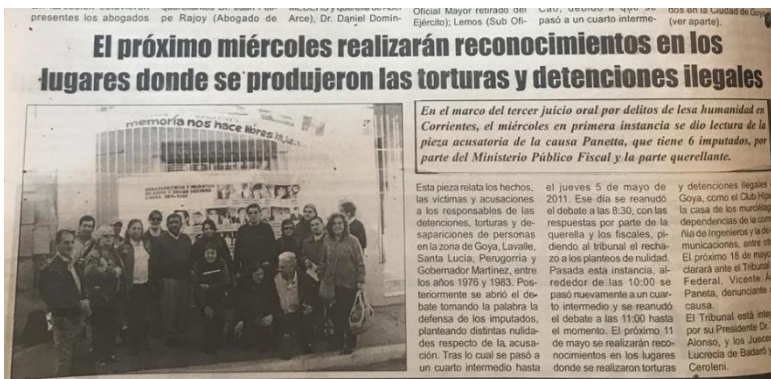 presentes los abogados
pe Rajoy (Abogado de
Arce), Dr. Daniel Domín-
Oficial Mayor retirado del
Ejército); Lemos (Sub Ofi-
pasó a un cuarto interme-
dos en la Ciudad de Goya
(ver aparte).
El próximo miércoles realizarán reconocimientos en los
lugares donde se produjeron las torturas y detenciones ilegales
memoria nos hace libres
En el marco del tercer juicio oral por delitos de lesa humanidad en
Corrientes, el miércoles en primera instancia se dio lectura de la
pieza acusatoria de la causa Panetta, que tiene 6 imputados, por
parte del Ministerio Público Fiscal y la parte querellante.
Esta pieza relata los hechos,
las víctimas y acusaciones
a los responsables de las
detenciones, torturas y de-
sapariciones de personas
en la zona de Goya, Lavalle,
Santa Lucía, Perugorría y
Gobernador Martínez, entre
los años 1976 y 1983. Pos-
teriormente se abrió el de-
bate tomando la palabra la
defensa de los imputados,
planteando distintas nulida-
des respecto de la acusa-
ción. Tras lo cual se pasó a
un cuarto intermedio hasta
el jueves 5 de mayo de
2011. Ese día se reanudó
el debate a las 8:30, con las
respuestas por parte de la
querella y los fiscales, pi-
diendo al tribunal el recha-
zo a los planteos de nulidad.
Pasada esta instancia, al-
rededor de las 10:00 se
pasó nuevamente a un cuar-
to intermedio y se reanudó
el debate a las 11:00 hasta
el momento. El próximo 11
de mayo se realizarán reco-
nocimientos en los lugares
donde se realizaron torturas
y detenciones ilegales
Goya, como el Club Híp
la casa de los murciélag
dependencias de la com
ñía de Ingenieros y la de
municaciones, entre otr
El próximo 18 de mayo
clarará ante el Tribunal
Federal, Vicente
Paneta, denunciante
causa.
El Tribunal está inte
por su Presidente Dr.
Alonso, y los Jueces
Lucrecia de Badaró y
Ceroleni.